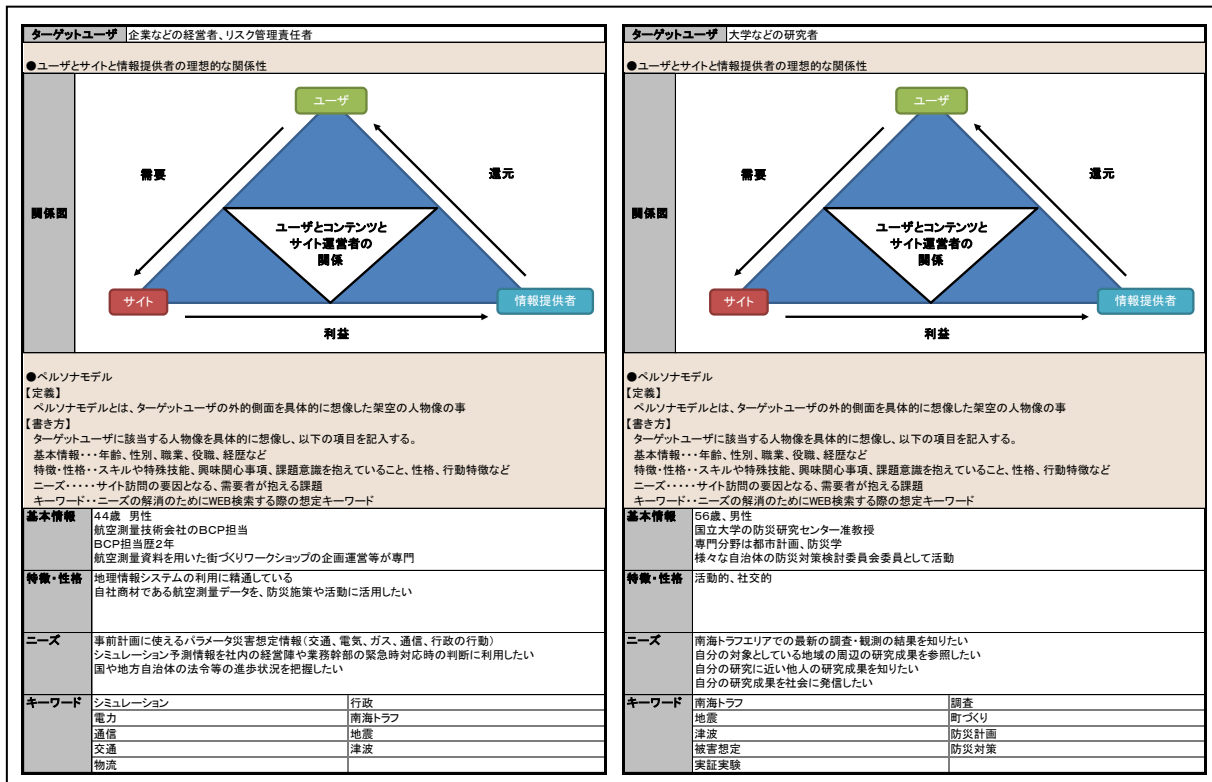 ターゲットユーザ 企業などの経営者、リスク管理責任者
●ユーザとサイトと情報提供者の理想的な関係性
関係図
ユーザ
需要
還元
ユーザとコンテンツと
サイト運営者の
関係
サイト
情報提供者
利益
●ペルソナモデル
【定義】
ペルソナモデルとは、ターゲットユーザの外的側面を具体的に想像した架空の人物像の事
【書き方】
ターゲットユーザに該当する人物像を具体的に想像し、以下の項目を記入する。
基本情報・・・年齢、性別、職業、役職、経歴など
特徴・性格・・スキルや特殊技能、興味関心事項、課題意識を抱えていること、性格、行動特徴など
ニーズ・・・・・サイト訪問の要因となる、需要者が抱える課題
キーワード・・ニーズの解消のためにWEB検索する際の想定キーワード
基本情報 44歳 男性
航空測量技術会社のBCP担当
BCP担当歴2年
航空測量資料を用いた街づくりワークショップの企画運営等が専門
特徴・性格 地理情報システムの利用に精通している
自社商材である航空測量データを、防災施策や活動に活用したい
ニーズ 事前計画に使えるパラメータ災害想定情報(交通、電気、ガス、通信、行政の行動)
シミュレーション予測情報を社内の経営陣や業務幹部の緊急時対応時の判断に利用したい
国や地方自治体の法令等の進歩状況を把握したい
キーワード シミュレーション 行政
電力 南海トラフ
通信 地震
交通 津波
物流
ターゲットユーザ 大学などの研究者
●ユーザとサイトと情報提供者の理想的な関係性
関係図
ユーザ
需要
還元
ユーザとコンテンツと
サイト運営者の
関係
サイト
情報提供者
利益
●ペルソナモデル
【定義】
ペルソナモデルとは、ターゲットユーザの外的側面を具体的に想像した架空の人物像の事
【書き方】
ターゲットユーザに該当する人物像を具体的に想像し、以下の項目を記入する。
基本情報・・・年齢、性別、職業、役職、経歴など
特徴・性格・・スキルや特殊技能、興味関心事項、課題意識を抱えていること、性格、行動特徴など
ニーズ・・・・・サイト訪問の要因となる、需要者が抱える課題
キーワード・・ニーズの解消のためにWEB検索する際の想定キーワード
基本情報 56歳、男性
国立大学の防災研究センター准教授
専門分野は都市計画、防災学
様々な自治体の防災対策検討委員会委員として活動
特徴・性格 活動的、社交的
ニーズ 南海トラフエリアでの最新の調査・観測の結果を知りたい
自分の対象としている地域の周辺の研究成果を参照したい
自分の研究に近い他人の研究成果を知りたい
自分の研究成果を社会に発信したい
キーワード 南海トラフ 調査
地震 町づくり
津波 防災計画
被害想定 防災対策
実証実験